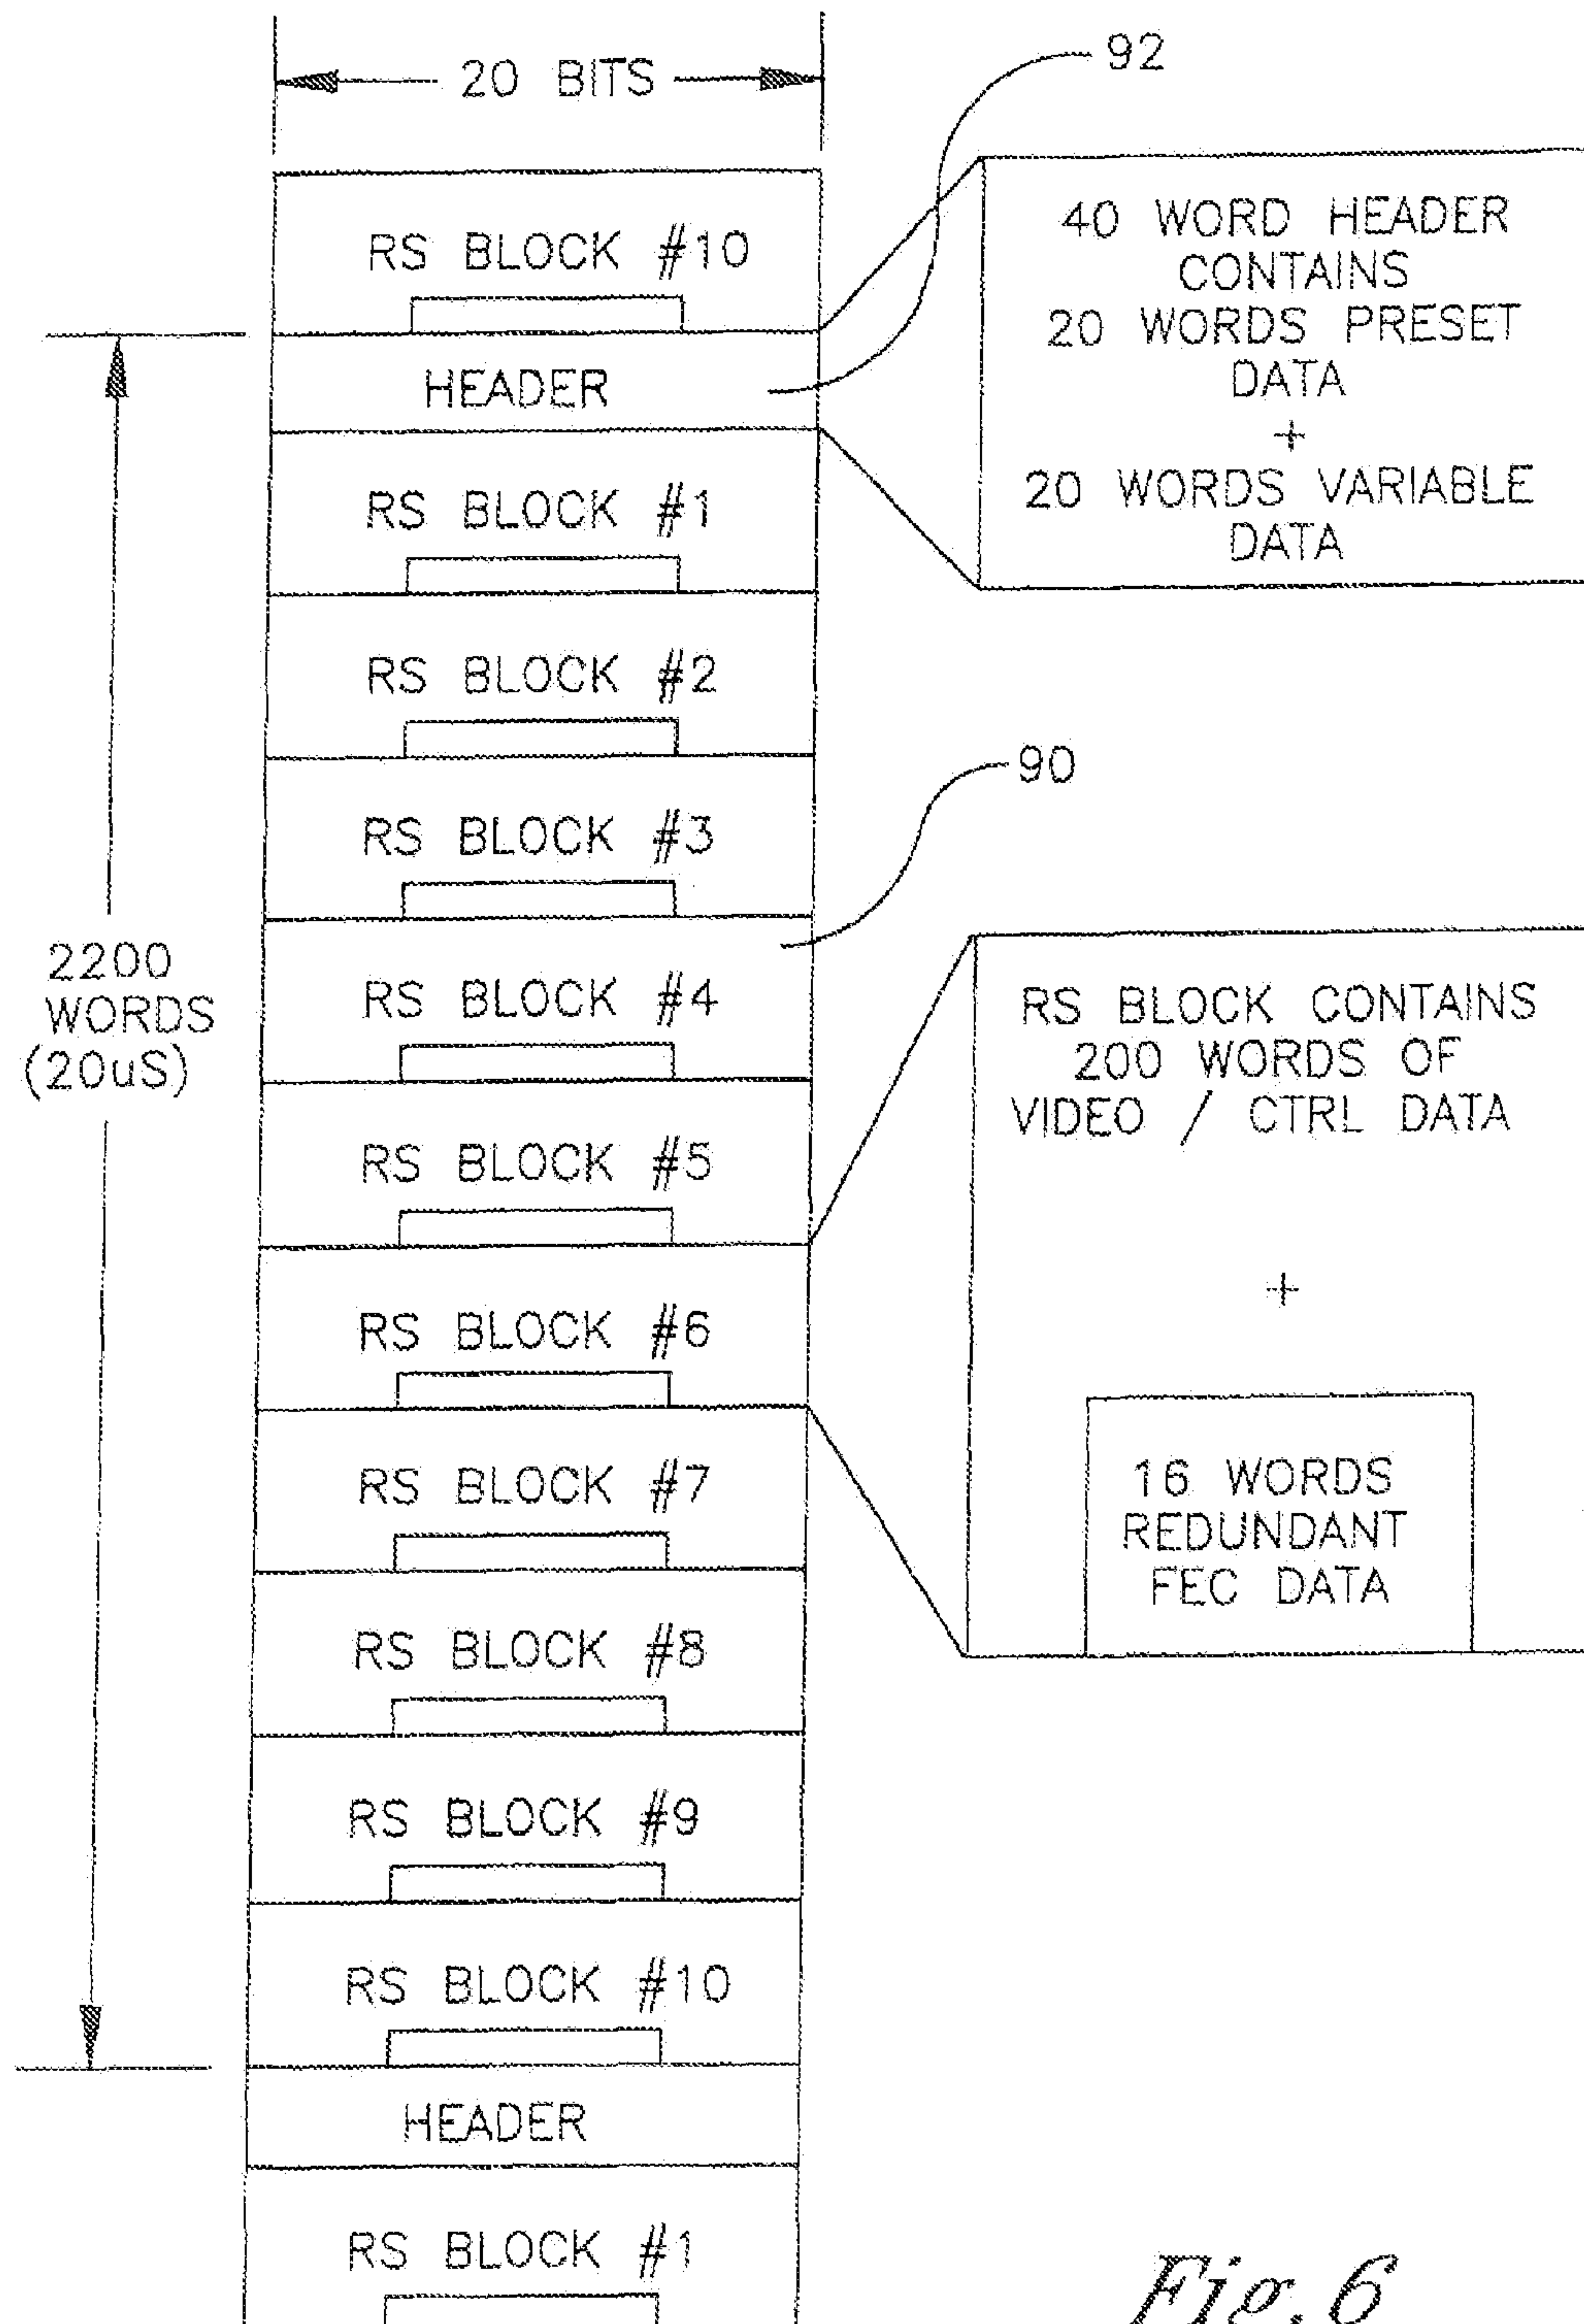 20 BITS
92
RS BLOCK #10
HEADER
40 WORD HEADER
CONTAINS
20 WORDS PRESET
DATA
+
20 WORDS VARIABLE
DATA
RS BLOCK #1
RS BLOCK #2
90
RS BLOCK #3
2200
WORDS
(20uS)
RS BLOCK #4
RS BLOCK CONTAINS
200 WORDS OF
VIDEO / CTRL DATA
+
16 WORDS
REDUNDANT
FEC DATA
RS BLOCK #5
RS BLOCK #6
RS BLOCK #7
RS BLOCK #8
RS BLOCK #9
RS BLOCK #10
HEADER
RS BLOCK #1
Fig. 6